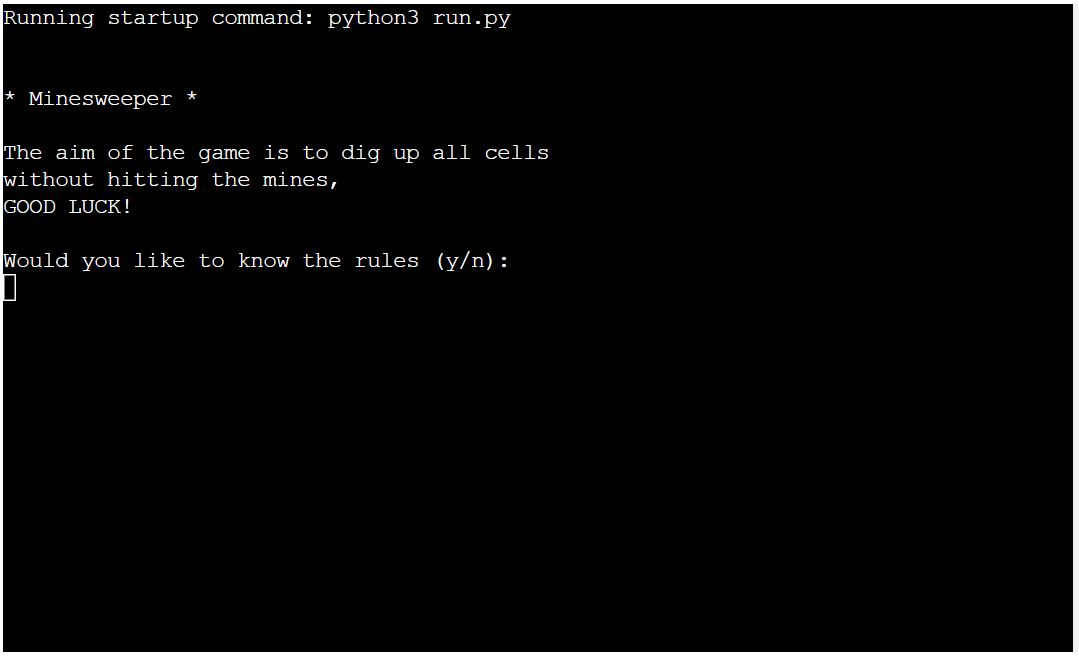 Running startup command: python3 run.py
* Minesweeper *
The aim of the game is to dig up all cells
without hitting the mines,
GOOD LUCK!
Would you like to know the rules (y/n):